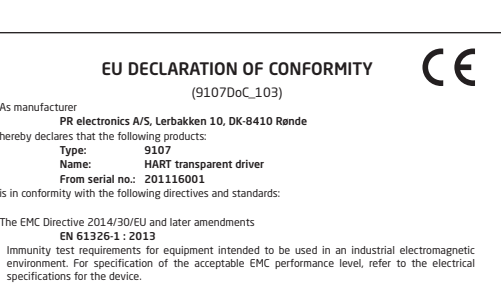 CE
EU DECLARATION OF CONFORMITY
(9107DoC_103)
As manufacturer
PR electronics A/S, Lerbakken 10, DK-8410 Rønde
hereby declares that the following products:
Type: 9107
Name: HART transparent driver
From serial no.: 201116001
is in conformity with the following directives and standards:
The EMC Directive 2014/30/EU and later amendments
EN 61326-1 : 2013
Immunity test requirements for equipment intended to be used in an industrial electromagnetic
environment. For specification of the acceptable EMC performance level, refer to the electrical
specifications for the device.